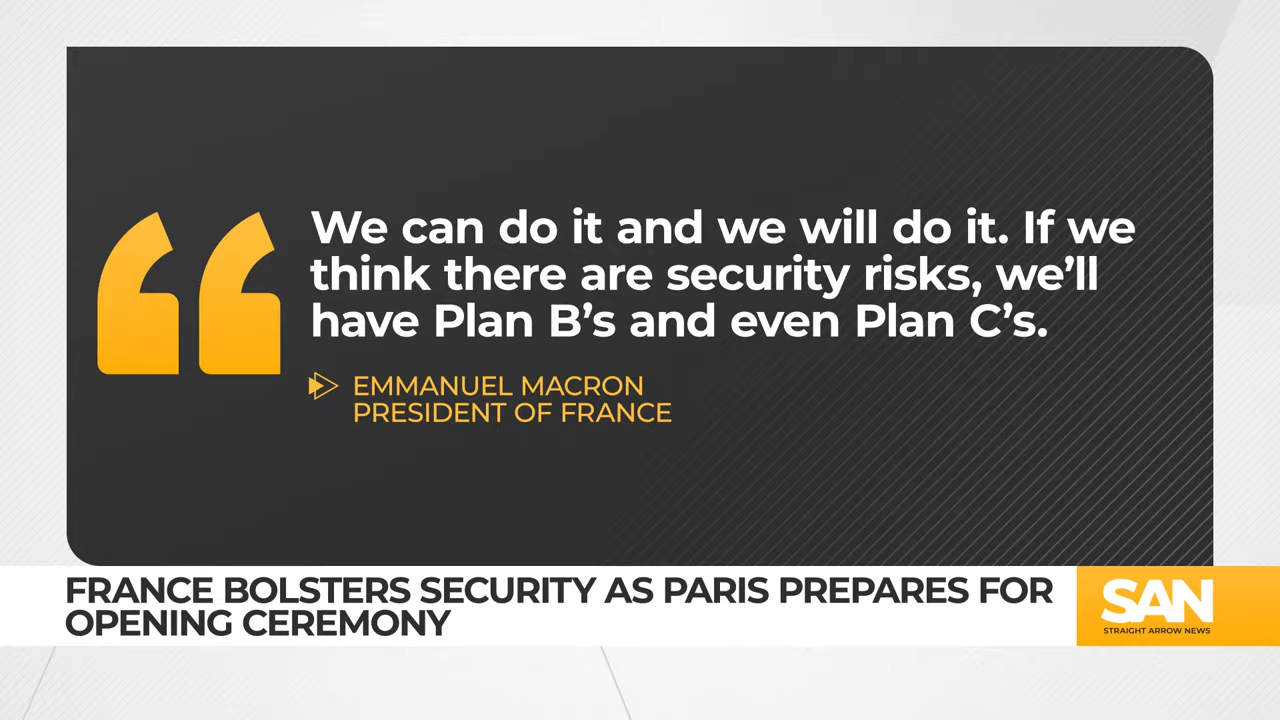 We can do it and we will do it. If we
think there are security risks, we’ll
have Plan B’s and even Plan C’s.
EMMANUEL MACRON
PRESIDENT OF FRANCE
FRANCE BOLSTERS SECURITY AS PARIS PREPARES FOR
OPENING CEREMONY
SAN
STRAIGHT ARROW NEWS